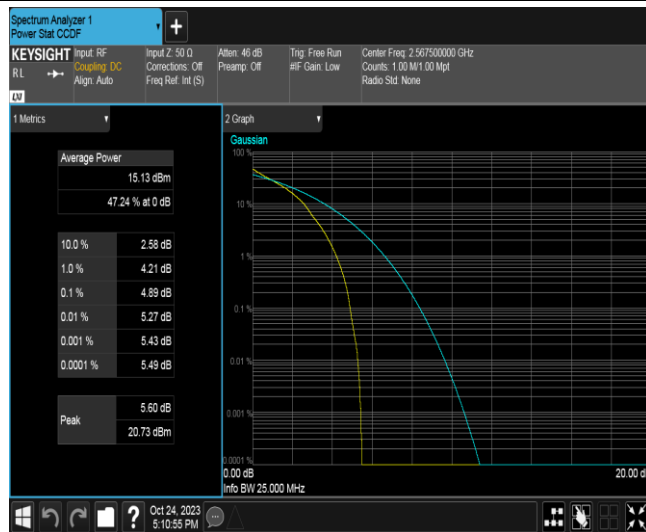 Spectrum Analyzer 1
Power Stat CCDF
KEYSIGHT
RL
LXI
Input: RF
Coupling: DC
Align: Auto
Input Z: 50 Ω
Corrections: Off
Freq Ref: Int (S)
Atten: 46 dB
Preamp: Off
Trig: Free Run
#IF Gain: Low
Center Freq: 2.567500000 GHz
Counts: 1.00 M/1.00 Mpt
Radio Std: None
1 Metrics
Average Power
15.13 dBm
47.24 % at 0 dB
10.0 % 2.58 dB
1.0 % 4.21 dB
0.1 % 4.89 dB
0.01 % 5.27 dB
0.001 % 5.43 dB
0.0001 % 5.49 dB
Peak
5.60 dB
20.73 dBm
2 Graph
Gaussian
100 %
10 %
1 %
0.1 %
0.01 %
0.001 %
0.0001 %
0.00 dB
20.00 d
Info BW 25.000 MHz
?
Oct 24, 2023
5:10:55 PM